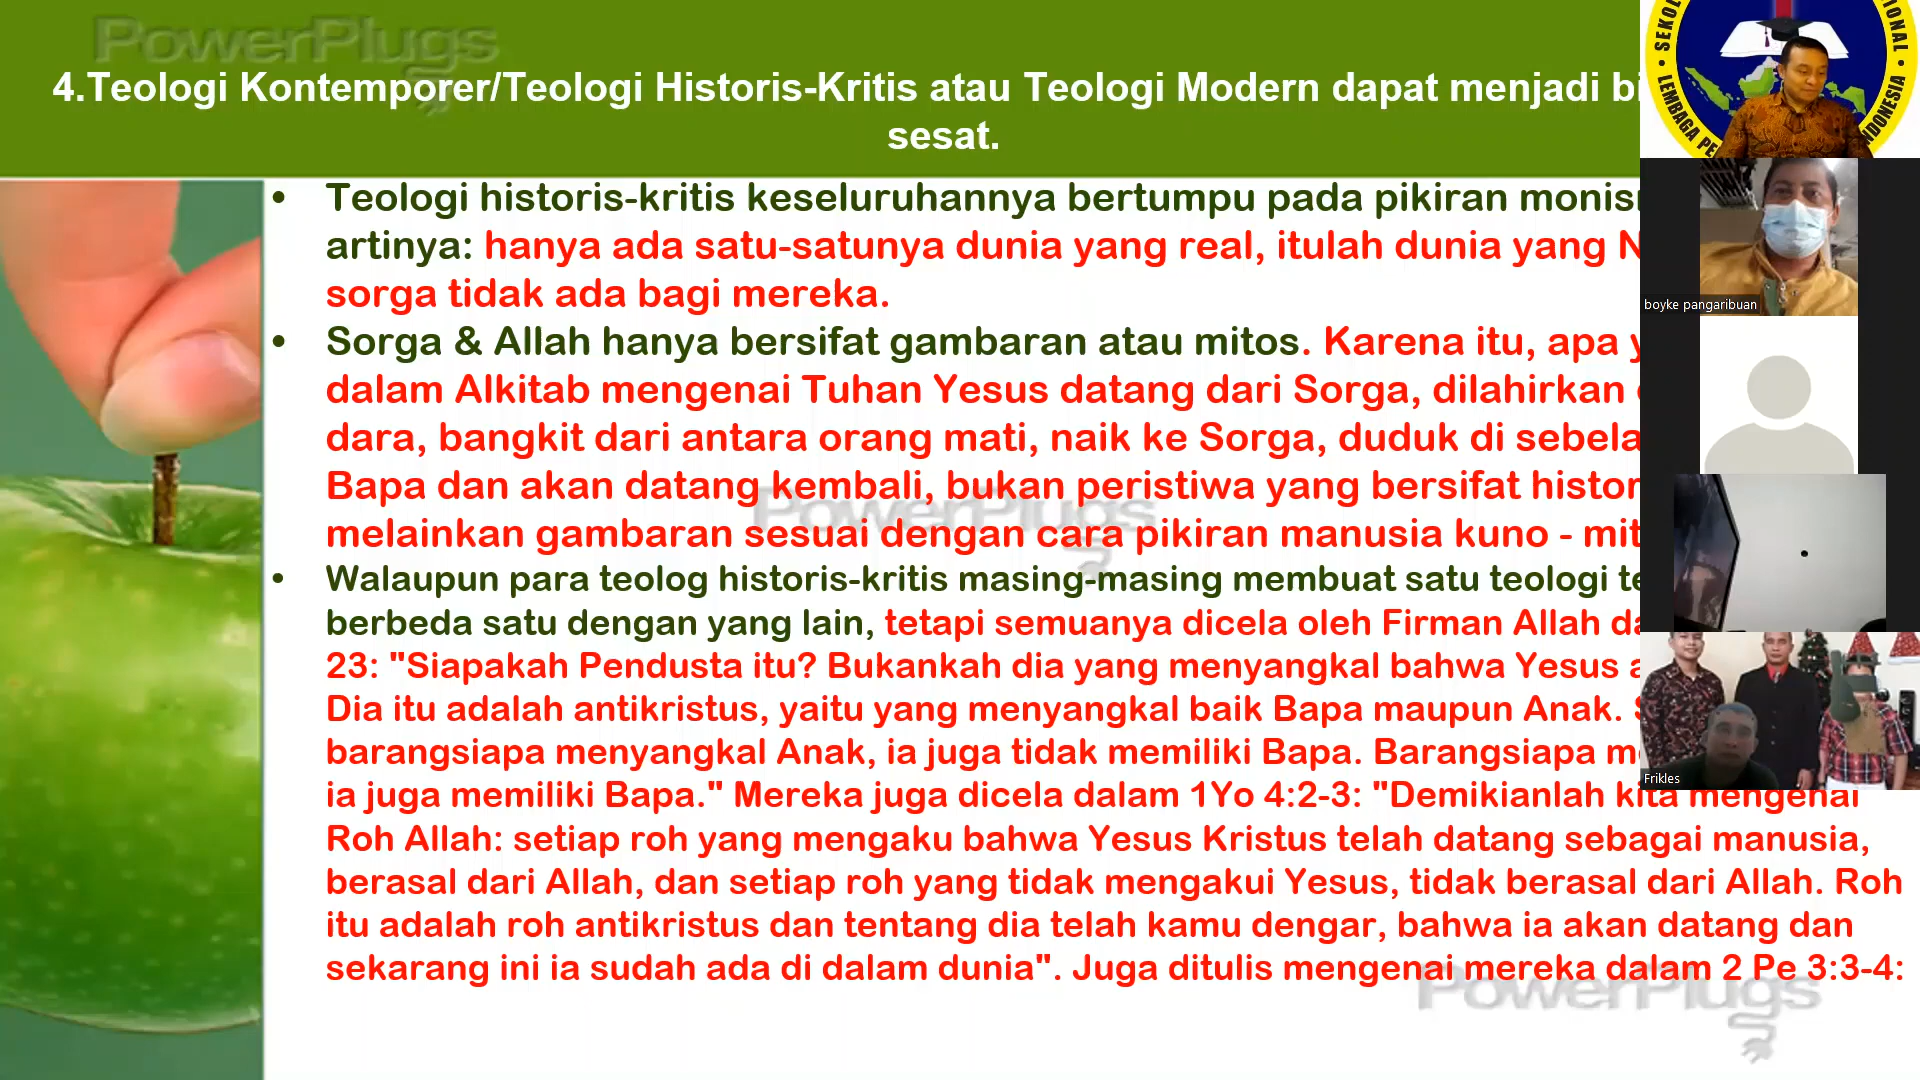 PowerPlugs
4.Teologi Kontemporer/Teologi Historis-Kritis atau Teologi Modern dapat menjadi bi
sesat.
• Teologi historis-kritis keseluruhannya bertumpu pada pikiran monis
artinya: hanya ada satu-satunya dunia yang real, itulah dunia yang N
sorga tidak ada bagi mereka.
• Sorga & Allah hanya bersifat gambaran atau mitos. Karena itu, apa y
dalam Alkitab mengenai Tuhan Yesus datang dari Sorga, dilahirkan
dara, bangkit dari antara orang mati, naik ke Sorga, duduk di sebela
Bapa dan akan datang kembali, bukan peristiwa yang bersifat histor
PowerPlugs
melainkan gambaran sesuai dengan cara pikiran manusia kuno - mit
• Walaupun para teolog historis-kritis masing-masing membuat satu teologi te
berbeda satu dengan yang lain, tetapi semuanya dicela oleh Firman Allah da
23: "Siapakah Pendusta itu? Bukankah dia yang menyangkal bahwa Yesus a
Dia itu adalah antikristus, yaitu yang menyangkal baik Bapa maupun Anak. S
barangsiapa menyangkal Anak, ia juga tidak memiliki Bapa. Barangsiapa me
ia juga memiliki Bapa." Mereka juga dicela dalam 1Yo 4:2-3: "Demikianlah kita mengenal
Roh Allah: setiap roh yang mengaku bahwa Yesus Kristus telah datang sebagai manusia,
berasal dari Allah, dan setiap roh yang tidak mengakui Yesus, tidak berasal dari Allah. Roh
itu adalah roh antikristus dan tentang dia telah kamu dengar, bahwa ia akan datang dan
sekarang ini ia sudah ada di dalam dunia". Juga ditulis mengenai mereka dalam 2 Pe 3:3-4:
PowerPlugs
SEKOL
IONAL
• LEMBAGA PE
NDONESIA •
boyke pangaribuan
Frikles